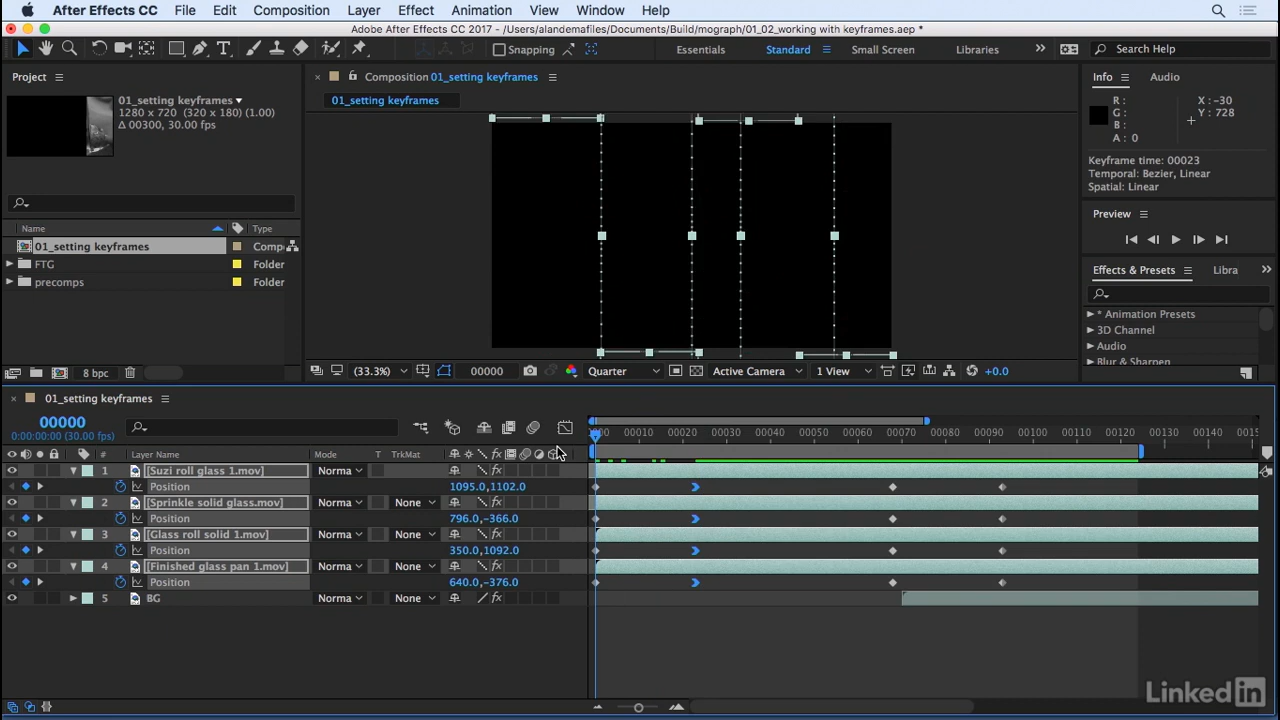 After Effects CC File Edit Composition Layer Effect Animation View Window Help
Adobe After Effects CC 2017 - /Users/alandemafiles/Documents/Build/mograph/01_02_working with keyframes.aep *
Snapping Essentials Standard Small Screen Libraries Search Help
Project
Composition 01_setting keyframes
Info Audio
01_setting keyframes
1280 x 720 (320 x 180) (1.00)
Δ 00300, 30.00 fps
01_setting keyframes
R :
G :
B :
A : 0
X : -30
Y : 728
Keyframe time: 00023
Temporal: Bezier, Linear
Spatial: Linear
Preview
Name Type
01_setting keyframes Compo
FTG Folder
precomps Folder
Effects & Presets Libra
* Animation Presets
3D Channel
Audio
Blur & Sharpen
8 bpc
(33.3%) 00000 Quarter Active Camera 1 View +0.0
01_setting keyframes
00000
0:00:00:00 (30.00 fps)
00010 00020 00030 00040 00050 00060 00070 00080 00090 00100 00110 00120 00130 00140 0015
# Layer Name Mode T TrkMat
1 [Suzi roll glass 1.mov] Norma
Position 1095.0,1102.0
2 [Sprinkle solid glass.mov] Norma None
Position 796.0,-366.0
3 [Glass roll solid 1.mov] Norma None
Position 350.0,1092.0
4 [Finished glass pan 1.mov] Norma None
Position 640.0,-376.0
5 BG Norma None
Linked in